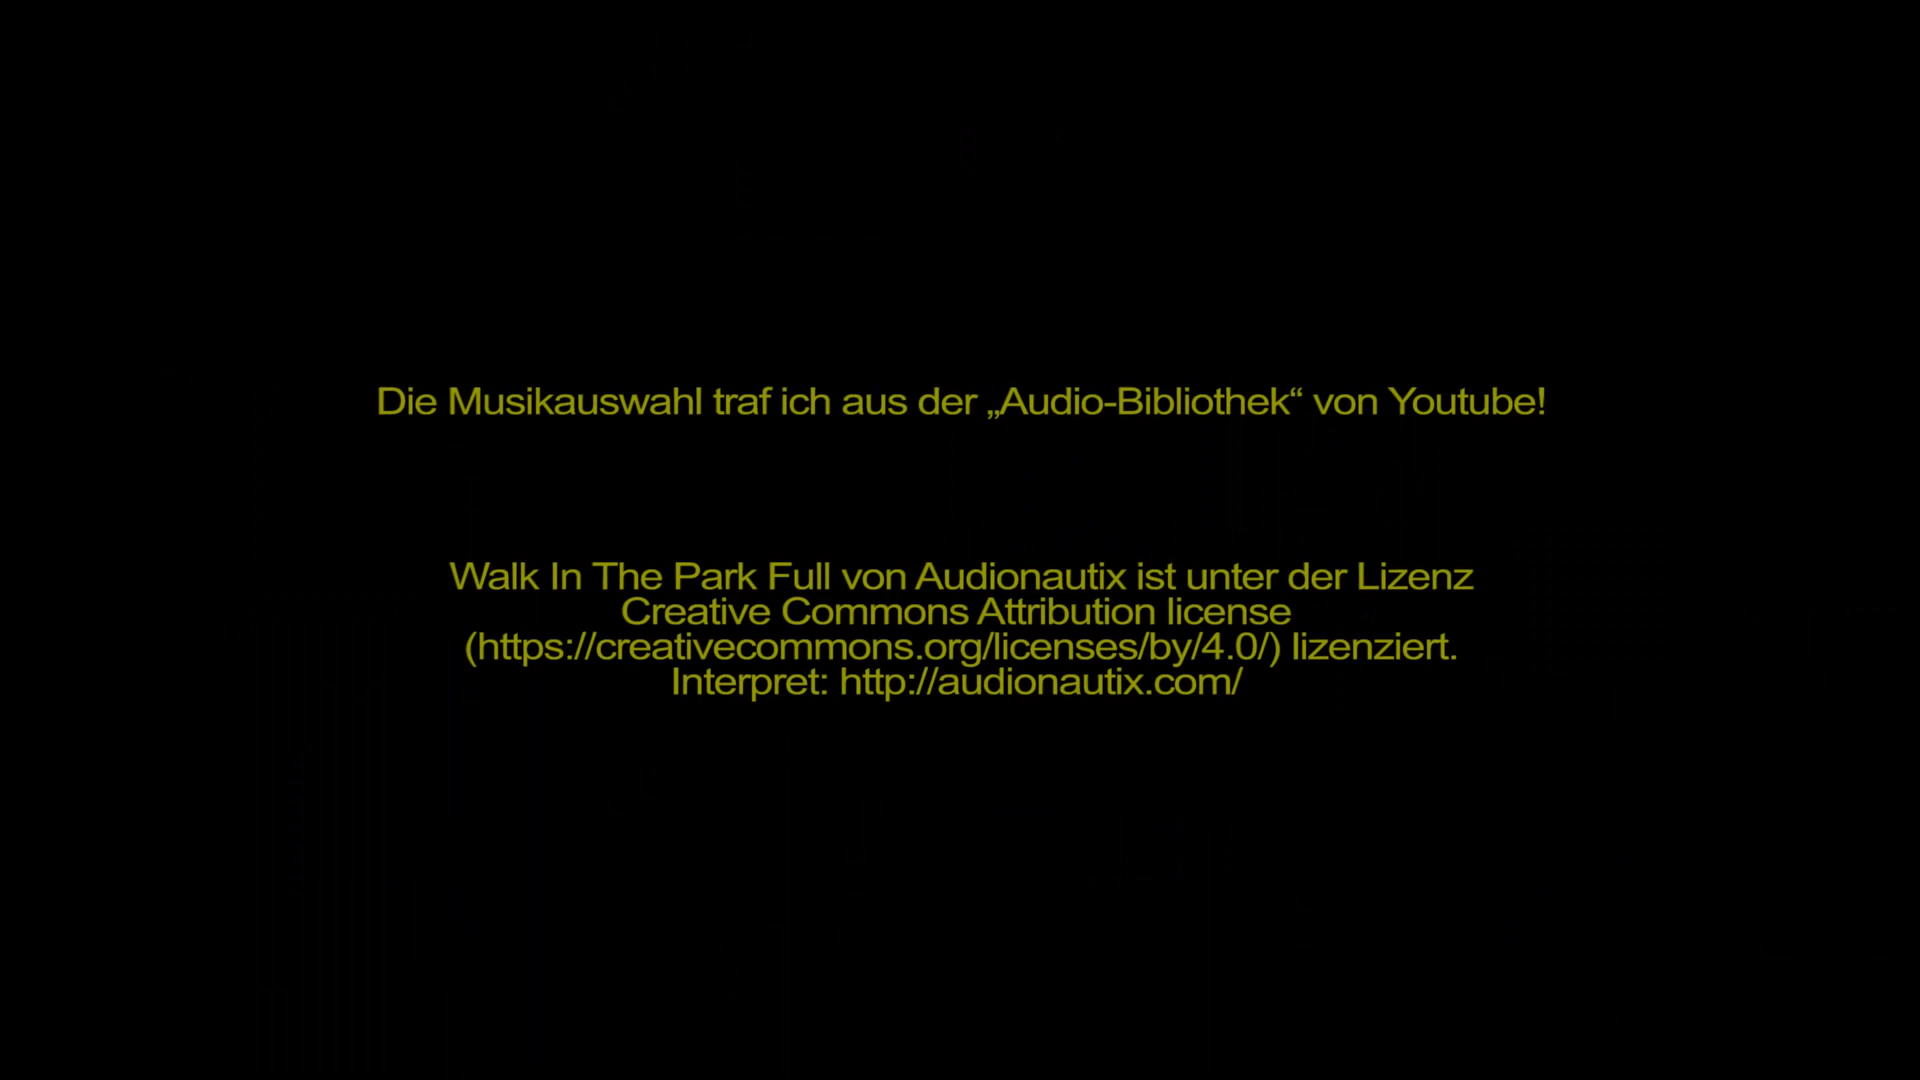 Die Musikauswahl traf ich aus der „Audio-Bibliothek“ von Youtube!
Walk In The Park Full von Audionautix ist unter der Lizenz
Creative Commons Attribution license
(https://creativecommons.org/licenses/by/4.0/) lizenziert.
Interpret: http://audionautix.com/